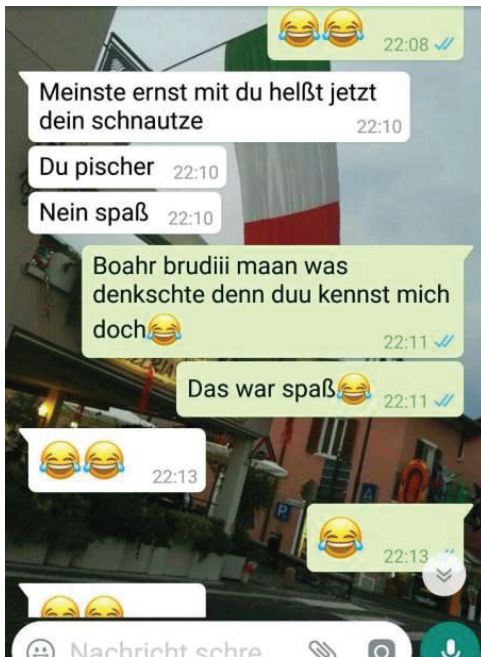 😂😂 22:08
Meinste ernst mit du helßt jetzt
dein schnautze 22:10
Du pischer 22:10
Nein spaß 22:10
Boahr brudiii maan was
denkschte denn duu kennst mich
doch😂 22:11
Das war spaß😂 22:11
😂😂 22:13
😂 22:13
😂😂
Nachricht schre